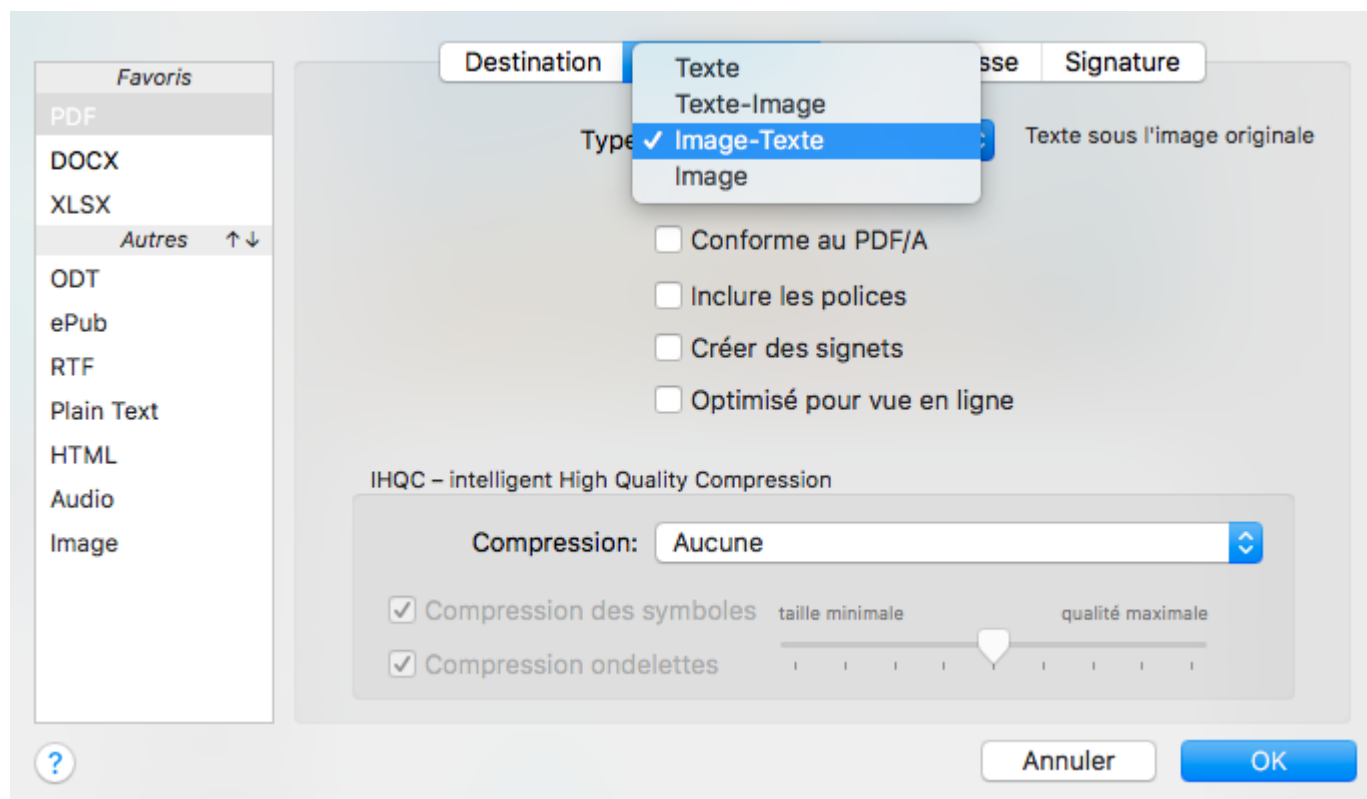 Destination
sse
Signature
Favoris
PDF
DOCX
XLSX
Autres ↑↓
ODT
ePub
RTF
Plain Text
HTML
Audio
Image
Texte
Texte-Image
Type
✓ Image-Texte
Image
Texte sous l'image originale
Conforme au PDF/A
Inclure les polices
Créer des signets
Optimisé pour vue en ligne
IHQC – intelligent High Quality Compression
Compression: Aucune
Compression des symboles
taille minimale
qualité maximale
Compression ondelettes
?
Annuler
OK